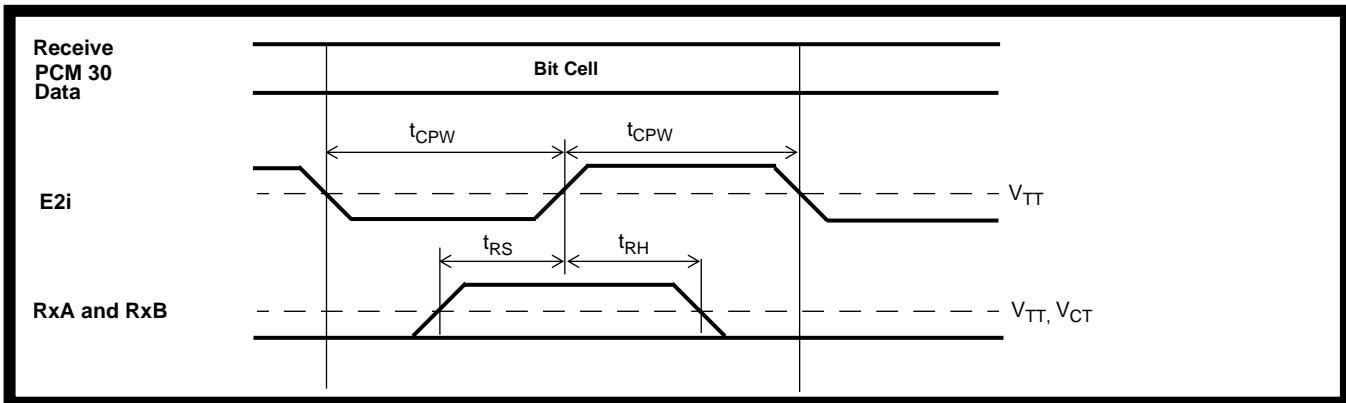 Receive
PCM 30
Data
Bit Cell
tCPW
tCPW
E2i
VTT
tRS
tRH
RxA and RxB
VTT, VCT